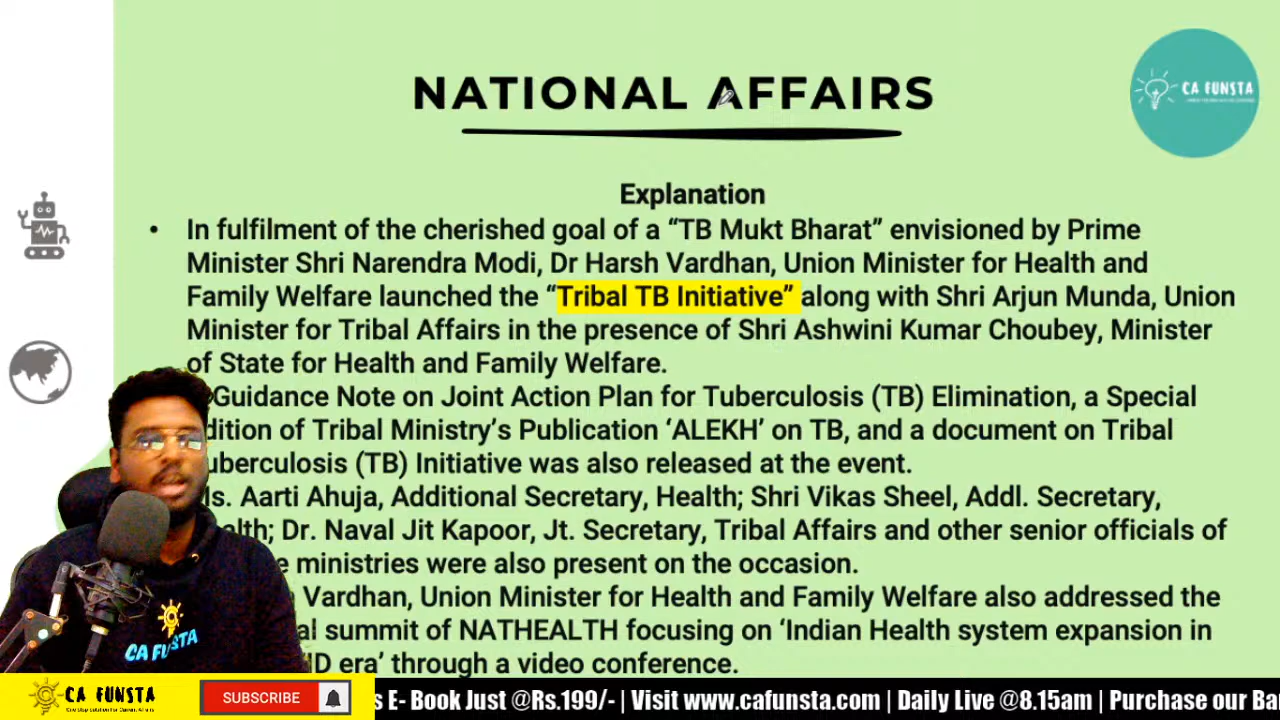 NATIONAL AFFAIRS
CA FUNSTA
Explanation
• In fulfilment of the cherished goal of a “TB Mukt Bharat” envisioned by Prime
Minister Shri Narendra Modi, Dr Harsh Vardhan, Union Minister for Health and
Family Welfare launched the “Tribal TB Initiative” along with Shri Arjun Munda, Union
Minister for Tribal Affairs in the presence of Shri Ashwini Kumar Choubey, Minister
of State for Health and Family Welfare.
Guidance Note on Joint Action Plan for Tuberculosis (TB) Elimination, a Special
dition of Tribal Ministry’s Publication ‘ALEKH’ on TB, and a document on Tribal
uberculosis (TB) Initiative was also released at the event.
s. Aarti Ahuja, Additional Secretary, Health; Shri Vikas Sheel, Addl. Secretary,
alth; Dr. Naval Jit Kapoor, Jt. Secretary, Tribal Affairs and other senior officials of
e ministries were also present on the occasion.
Vardhan, Union Minister for Health and Family Welfare also addressed the
al summit of NATHEALTH focusing on ‘Indian Health system expansion in
ID era’ through a video conference.
CA FUNSTA
CA FUNSTA
One Stop Solution for Current Affairs
SUBSCRIBE
s E- Book Just @Rs.199/- | Visit www.cafunsta.com | Daily Live @8.15am | Purchase our Ba